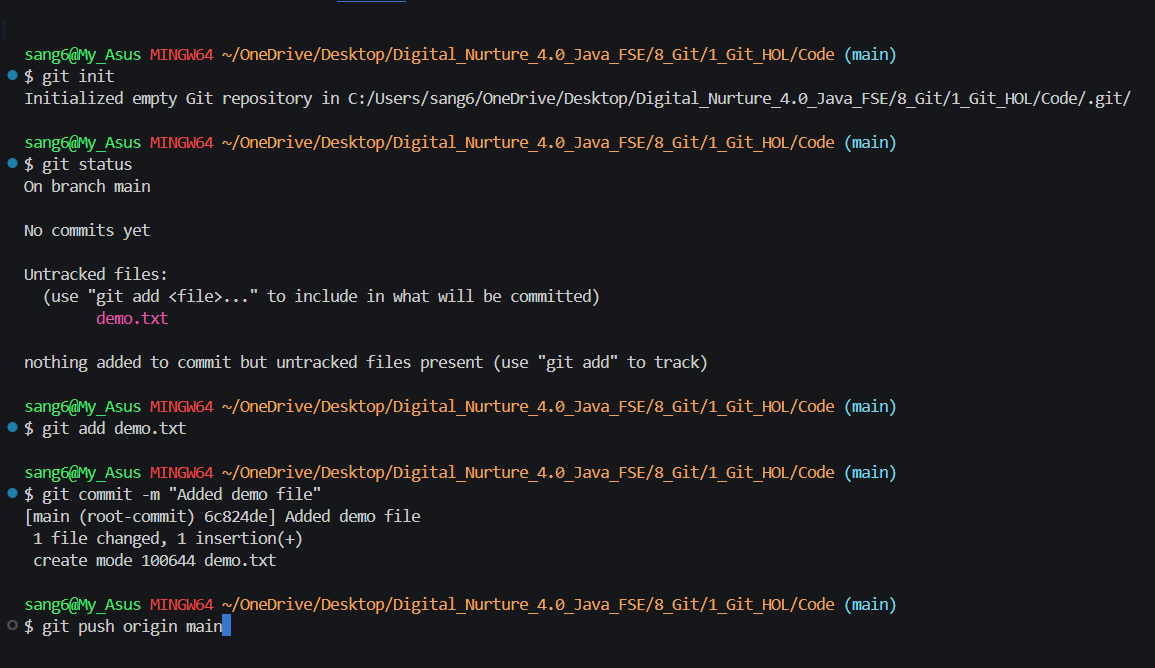 sang6@My_Asus MINGW64 ~/OneDrive/Desktop/Digital_Nurture_4.0_Java_FSE/8_Git/1_Git_HOL/Code (main)
$ git init
Initialized empty Git repository in C:/Users/sang6/OneDrive/Desktop/Digital_Nurture_4.0_Java_FSE/8_Git/1_Git_HOL/Code/.git/
sang6@My_Asus MINGW64 ~/OneDrive/Desktop/Digital_Nurture_4.0_Java_FSE/8_Git/1_Git_HOL/Code (main)
$ git status
On branch main
No commits yet
Untracked files:
  (use "git add <file>..." to include in what will be committed)
        demo.txt
nothing added to commit but untracked files present (use "git add" to track)
sang6@My_Asus MINGW64 ~/OneDrive/Desktop/Digital_Nurture_4.0_Java_FSE/8_Git/1_Git_HOL/Code (main)
$ git add demo.txt
sang6@My_Asus MINGW64 ~/OneDrive/Desktop/Digital_Nurture_4.0_Java_FSE/8_Git/1_Git_HOL/Code (main)
$ git commit -m "Added demo file"
[main (root-commit) 6c824de] Added demo file
 1 file changed, 1 insertion(+)
 create mode 100644 demo.txt
sang6@My_Asus MINGW64 ~/OneDrive/Desktop/Digital_Nurture_4.0_Java_FSE/8_Git/1_Git_HOL/Code (main)
$ git push origin main